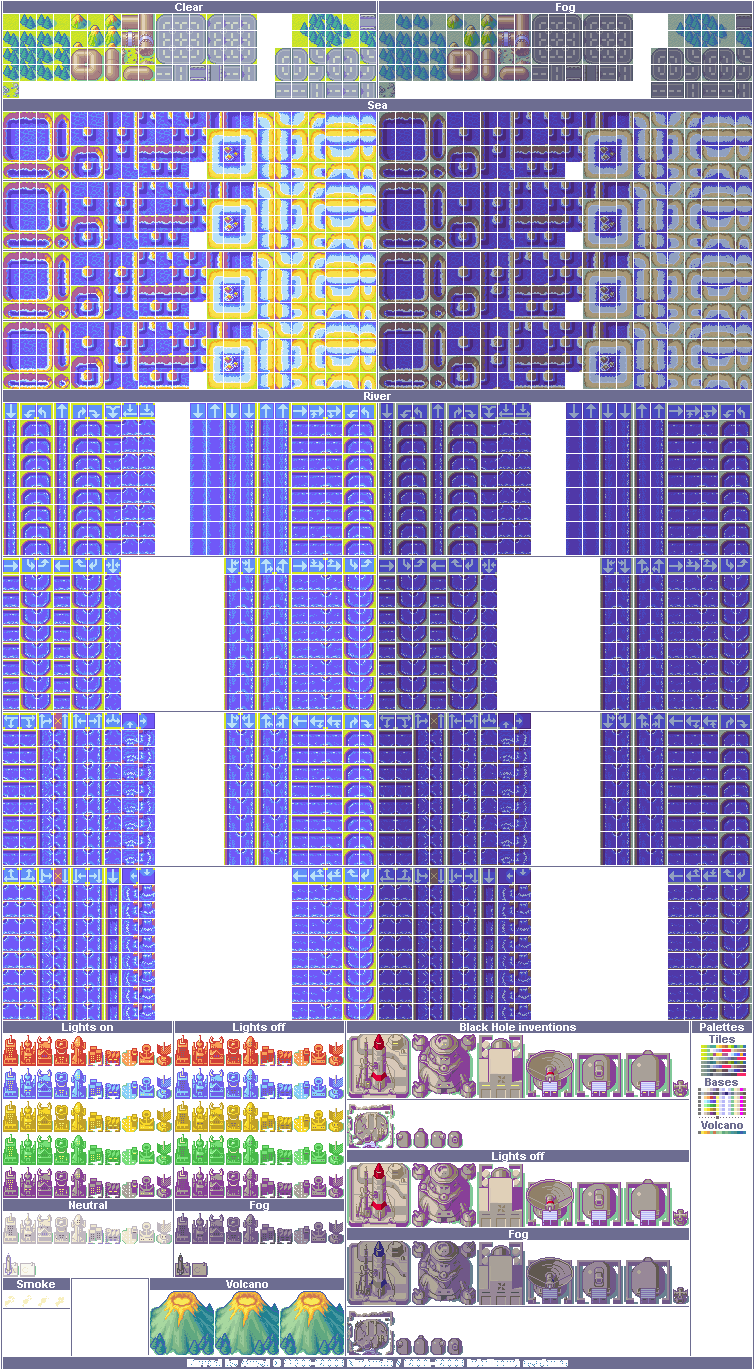 Clear
Fog
Sea
River
Lights on
Lights off
Black Hole inventions
Palettes
Tiles
Bases
Volcano
Lights off
Neutral
Fog
Fog
Smoke
Volcano